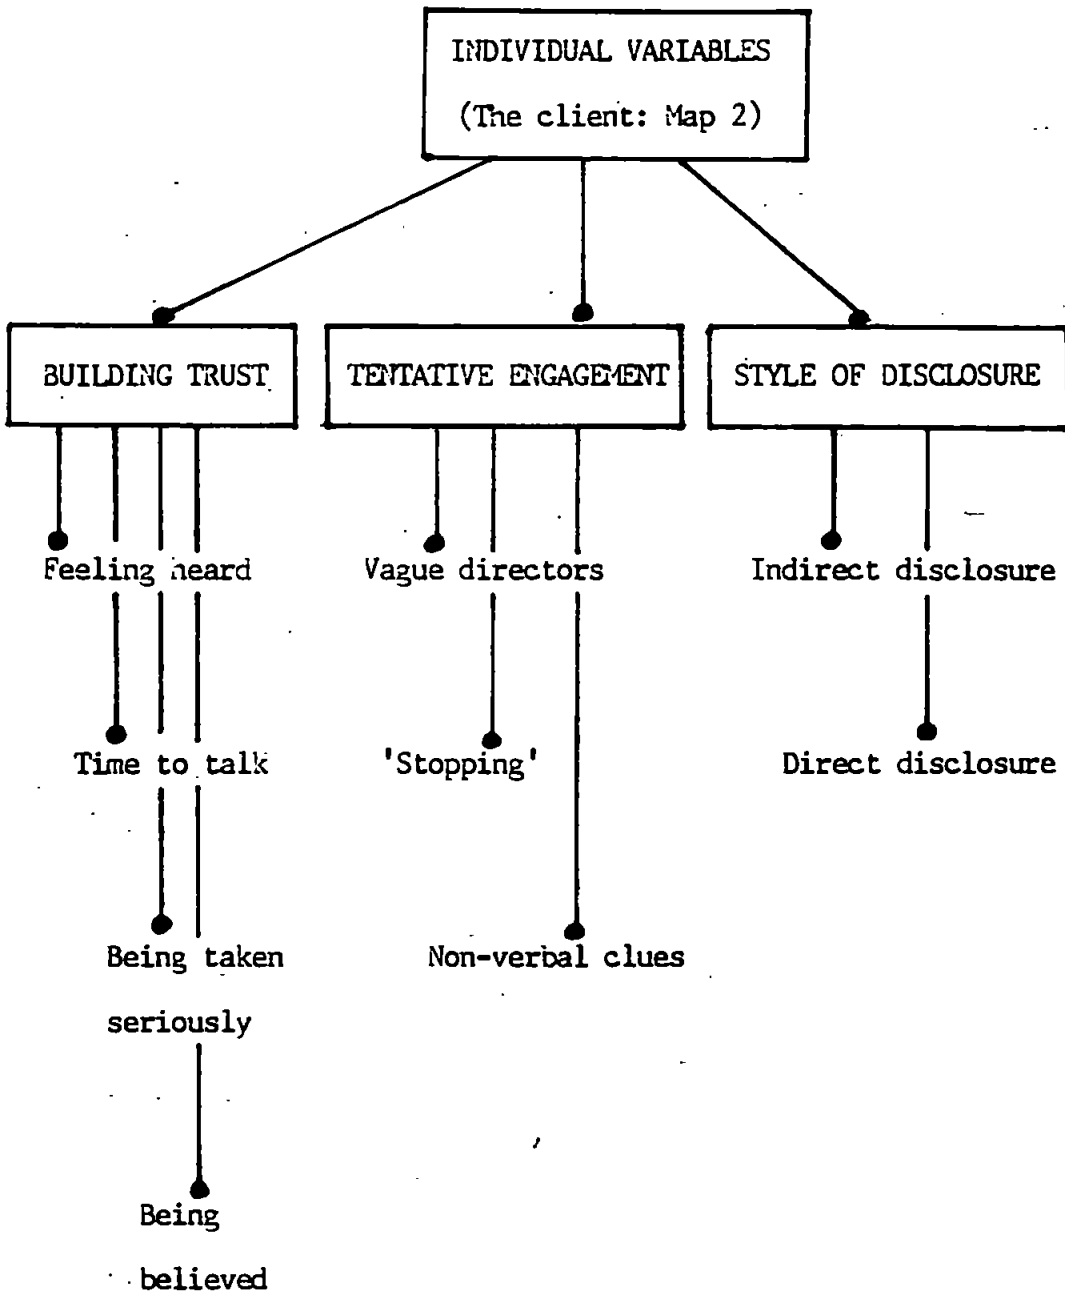 INDIVIDUAL VARIABLES
(The client: Map 2)
BUILDING TRUST
TENTATIVE ENGAGEMENT
STYLE OF DISCLOSURE
Feeling heard
Vague directors
Indirect disclosure
Time to talk
'Stopping'
Direct disclosure
Being taken
seriously
Non-verbal clues
Being
believed